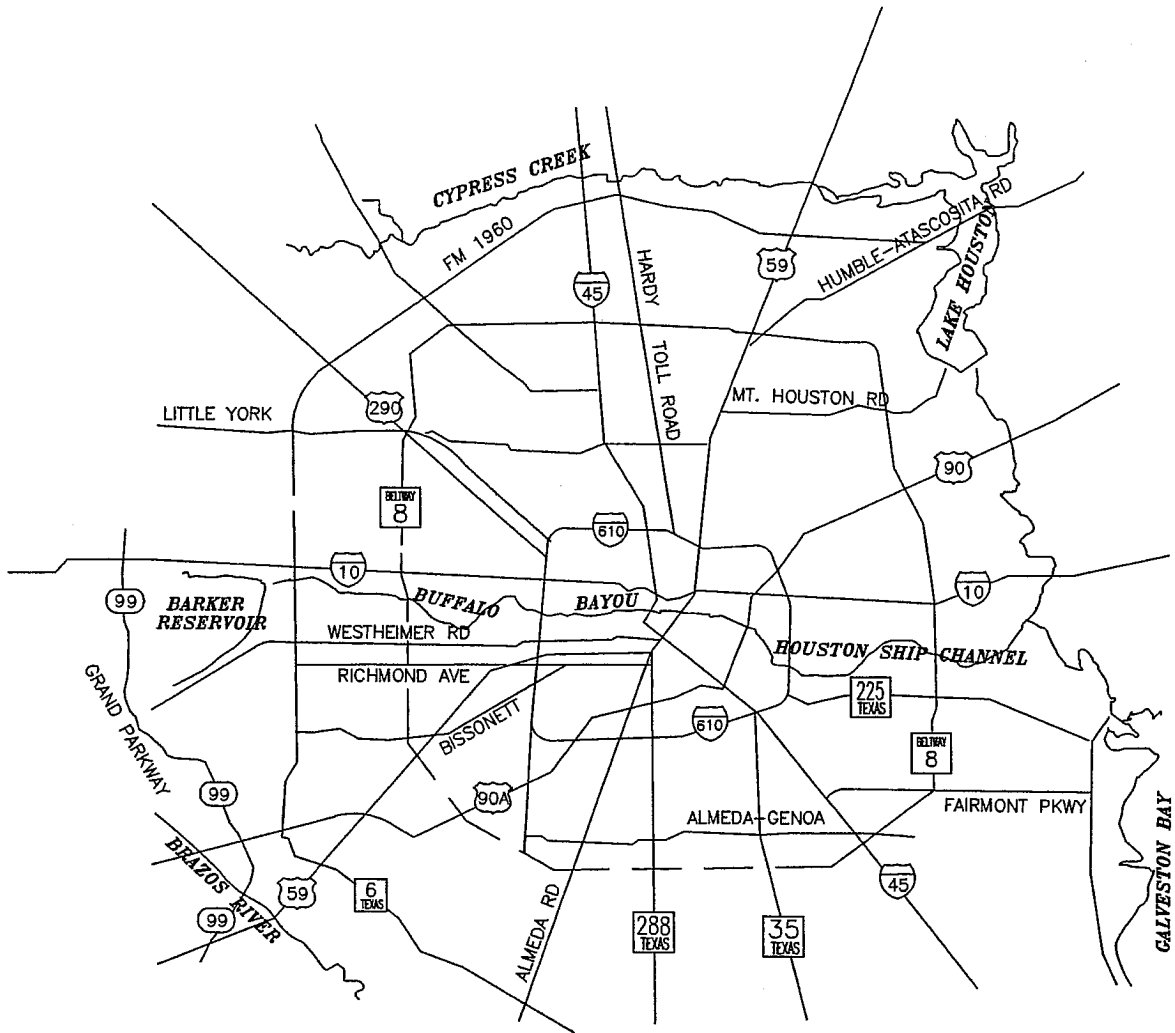 CYPRESS CREEK
FM 1960
45
HARDY
TOLL ROAD
59
HUMBLE-ATASCOSITA RD
LAKE HOUSTON
LITTLE YORK
290
MT. HOUSTON RD
90
BELTWAY
8
610
10
99
BARKER
RESERVOIR
BUFFALO
BAYOU
10
WESTHEIMER RD
HOUSTON SHIP CHANNEL
RICHMOND AVE
GRAND PARKWAY
BISSONETT
225
TEXAS
610
BELTWAY
8
99
90A
ALMEDA-GENOA
FAIRMONT PKWY
BRAZOS RIVER
59
6
TEXAS
45
99
ALMEDA RD
288
TEXAS
35
TEXAS
GALVESTON BAY